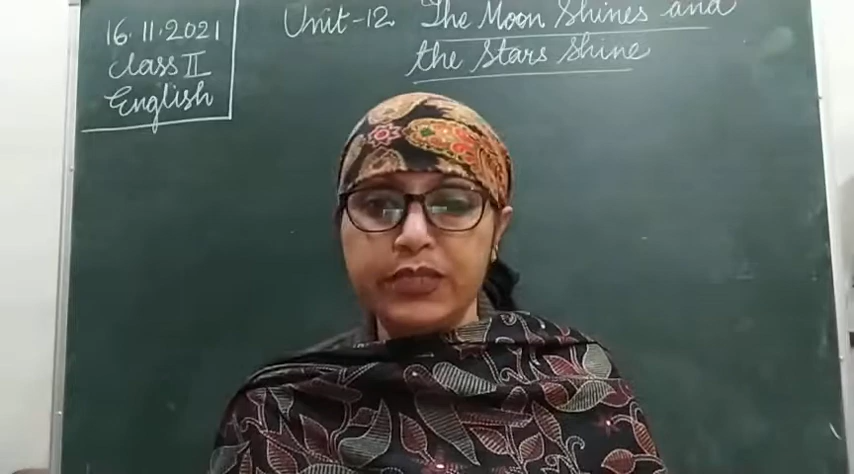 16.11.2021
Class II
English
Unit-12. The Moon Shines and
the Stars Shine